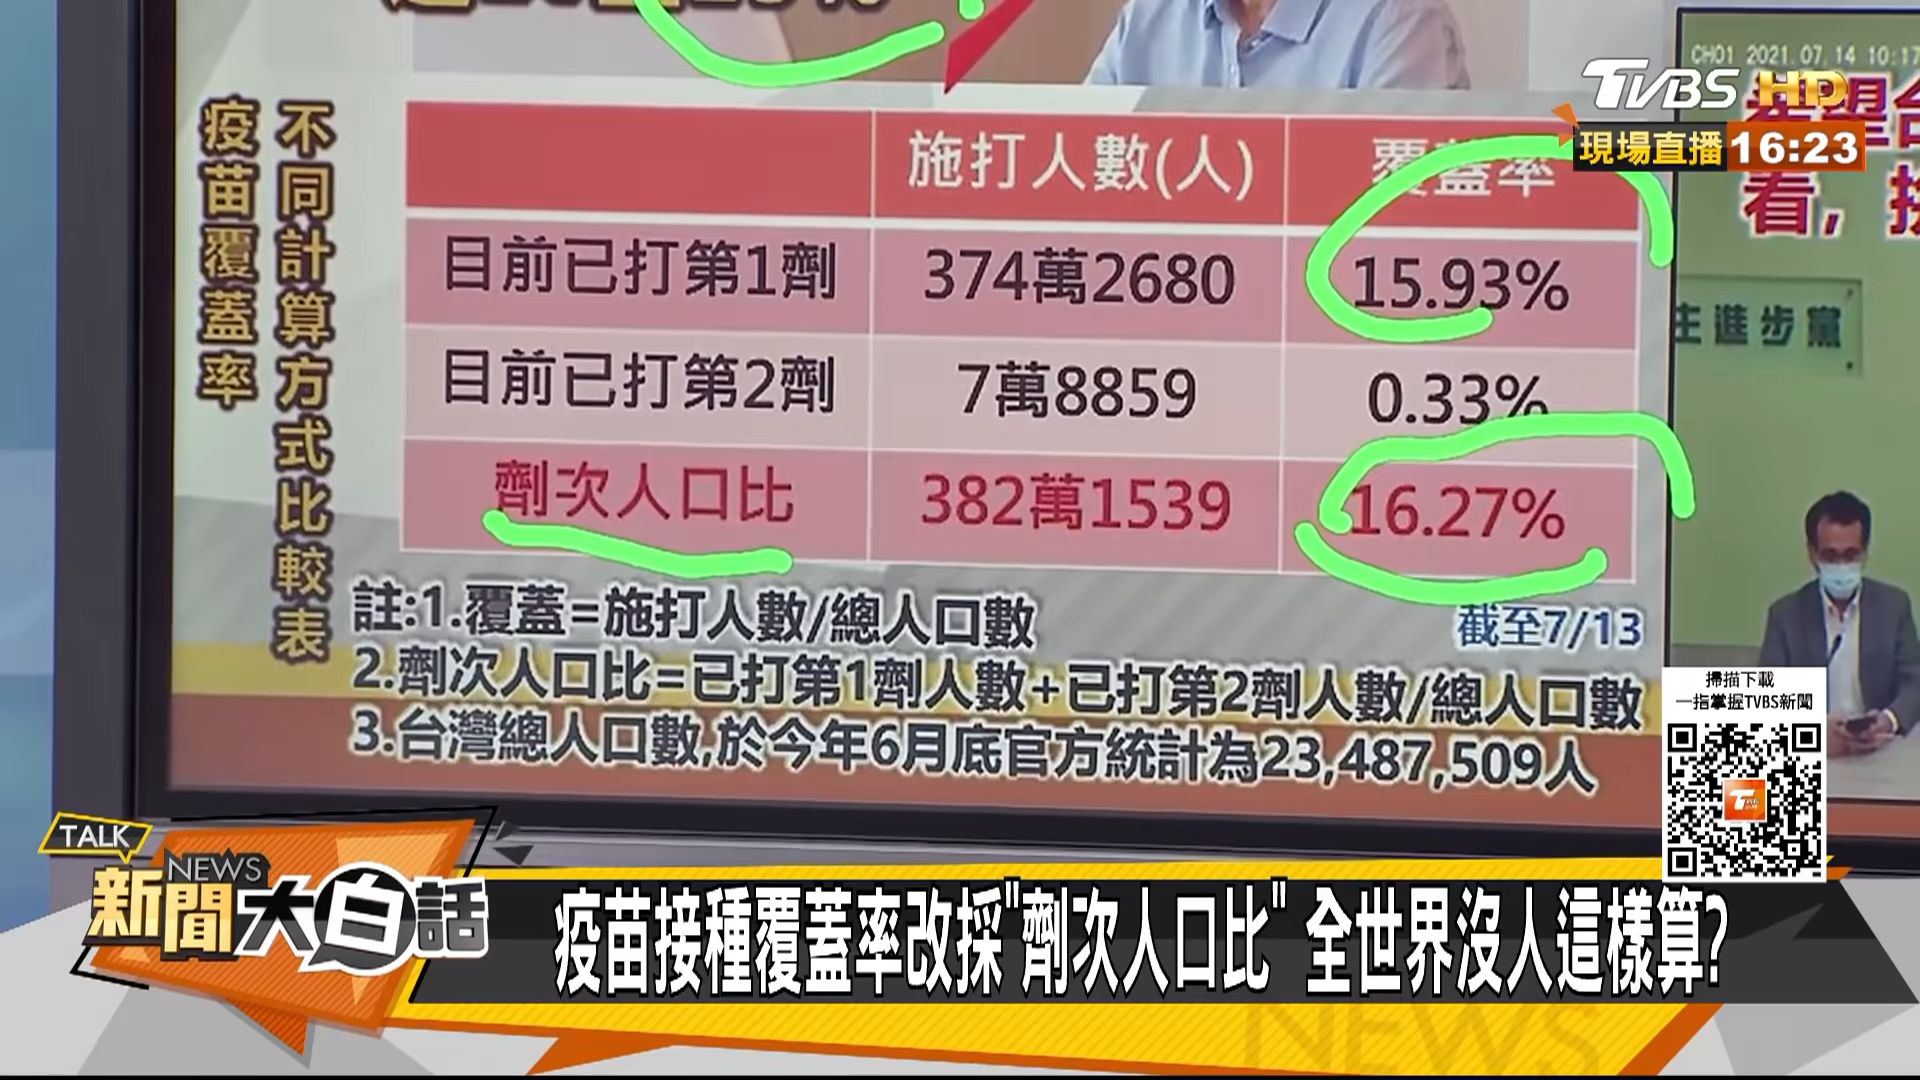 CH01 2021.07.14 10:17
TVBS HD
現場直播 16:23
看,
不同計算方式比較表
疫苗覆蓋率
施打人數(人) 覆蓋率
目前已打第1劑 374萬2680 15.93%
目前已打第2劑 7萬8859 0.33%
劑次人口比 382萬1539 16.27%
註:1.覆蓋=施打人數/總人口數
截至7/13
2.劑次人口比=已打第1劑人數+已打第2劑人數/總人口數
3.台灣總人口數,於今年6月底官方統計為23,487,509人
主進步黨
掃描下載
一指掌握TVBS新聞
TALK
NEWS
新聞大白話
疫苗接種覆蓋率改採"劑次人口比" 全世界沒人這樣算?
NEWS